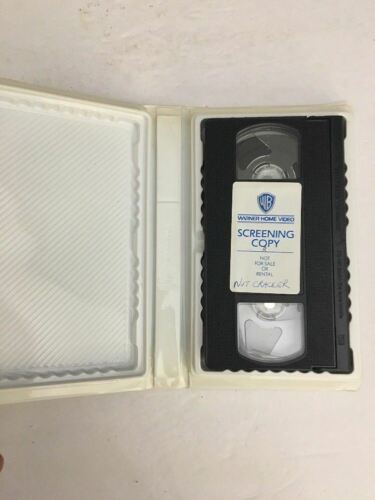 WB
WARNER HOME VIDEO
SCREENING
COPY
NOT
FOR SALE
OR
RENTAL
NUT CRACKER